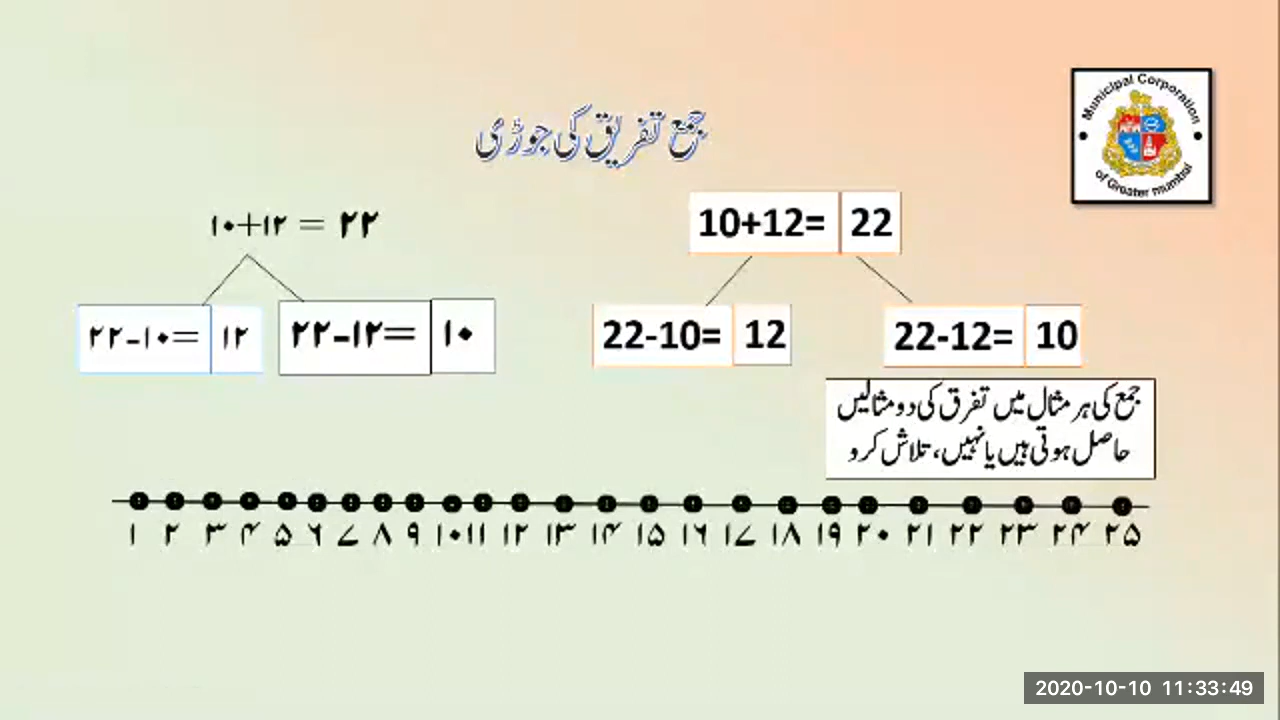 Municipal Corporation
of Greater mumbai
جمع تفریق کی جوڑی
۱۰+۱۲ = ۲۲
10+12= 22
۲۲-۱۰= ۱۲
۲۲-۱۲= ۱۰
22-10= 12
22-12= 10
جمع کی ہر مثال میں تفرق کی دو مثالیں
حاصل ہوتی ہیں یا نہیں، تلاش کرو
۱ ۲ ۳ ۴ ۵ ۶ ۷ ۸ ۹ ۱۰ ۱۱ ۱۲ ۱۳ ۱۴ ۱۵ ۱۶ ۱۷ ۱۸ ۱۹ ۲۰ ۲۱ ۲۲ ۲۳ ۲۴ ۲۵
2020-10-10 11:33:49